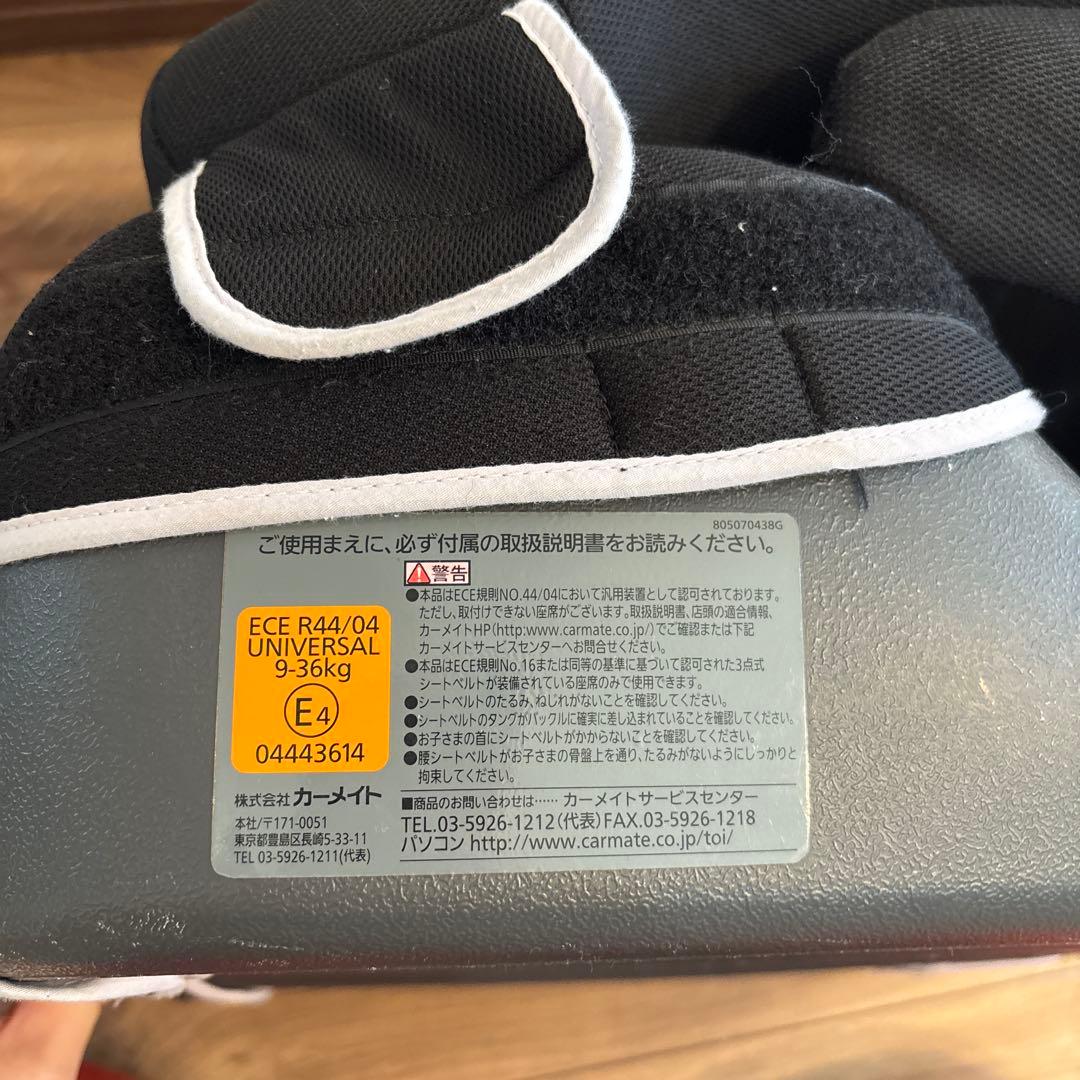 805070438G
ご使用まえに、必ず付属の取扱説明書をお読みください。
警告
●本品はECE規則NO.44/04において汎用装置として認可されております。
ただし、取付けできない座席がございます。取扱説明書、店頭の適合情報、
カーメイトHP(http:www.carmate.co.jp/)でご確認または下記
カーメイトサービスセンターへお問合せください。
●本品はECE規則No.16または同等の基準に基づいて認可された3点式
シートベルトが装備されている座席のみで使用できます。
●シートベルトのたるみ、ねじれがないことを確認してください。
●シートベルトのタングがバックルに確実に差し込まれていることを確認してください。
●お子さまの首にシートベルトがかからないことを確認してください。
●腰シートベルトがお子さまの骨盤上を通り、たるみがないようにしっかりと
拘束してください。
ECE R44/04
UNIVERSAL
9-36kg
E4
04443614
株式会社 カーメイト
本社/〒171-0051
東京都豊島区長崎5-33-11
TEL 03-5926-1211(代表)
■商品のお問い合わせは…… カーメイトサービスセンター
TEL.03-5926-1212(代表)FAX.03-5926-1218
パソコン http://www.carmate.co.jp/toi/